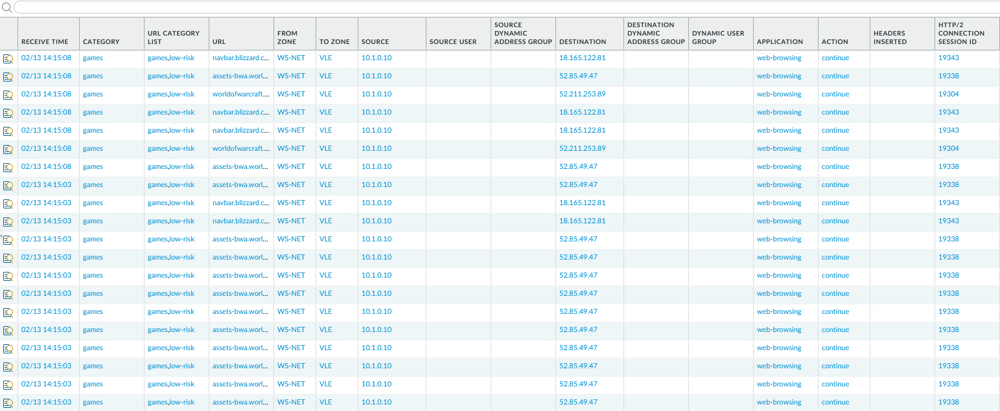 RECEIVE TIME CATEGORY URL CATEGORY LIST URL FROM ZONE TO ZONE SOURCE SOURCE USER SOURCE DYNAMIC ADDRESS GROUP DESTINATION DESTINATION DYNAMIC ADDRESS GROUP DYNAMIC USER GROUP APPLICATION ACTION HEADERS INSERTED HTTP/2 CONNECTION SESSION ID
02/13 14:15:08 games games,low-risk navbar.blizzard.c... WS-NET VLE 10.1.0.10 18.165.122.81 web-browsing continue 19343
02/13 14:15:08 games games,low-risk assets-bwa.worl... WS-NET VLE 10.1.0.10 52.85.49.47 web-browsing continue 19338
02/13 14:15:08 games games,low-risk worldofwarcraft.... WS-NET VLE 10.1.0.10 52.211.253.89 web-browsing continue 19304
02/13 14:15:08 games games,low-risk navbar.blizzard.c... WS-NET VLE 10.1.0.10 18.165.122.81 web-browsing continue 19343
02/13 14:15:08 games games,low-risk navbar.blizzard.c... WS-NET VLE 10.1.0.10 18.165.122.81 web-browsing continue 19343
02/13 14:15:08 games games,low-risk worldofwarcraft.... WS-NET VLE 10.1.0.10 52.211.253.89 web-browsing continue 19304
02/13 14:15:08 games games,low-risk assets-bwa.worl... WS-NET VLE 10.1.0.10 52.85.49.47 web-browsing continue 19338
02/13 14:15:03 games games,low-risk assets-bwa.worl... WS-NET VLE 10.1.0.10 52.85.49.47 web-browsing continue 19338
02/13 14:15:03 games games,low-risk navbar.blizzard.c... WS-NET VLE 10.1.0.10 18.165.122.81 web-browsing continue 19343
02/13 14:15:03 games games,low-risk navbar.blizzard.c... WS-NET VLE 10.1.0.10 18.165.122.81 web-browsing continue 19343
02/13 14:15:03 games games,low-risk assets-bwa.worl... WS-NET VLE 10.1.0.10 52.85.49.47 web-browsing continue 19338
02/13 14:15:03 games games,low-risk assets-bwa.worl... WS-NET VLE 10.1.0.10 52.85.49.47 web-browsing continue 19338
02/13 14:15:03 games games,low-risk assets-bwa.worl... WS-NET VLE 10.1.0.10 52.85.49.47 web-browsing continue 19338
02/13 14:15:03 games games,low-risk assets-bwa.worl... WS-NET VLE 10.1.0.10 52.85.49.47 web-browsing continue 19338
02/13 14:15:03 games games,low-risk assets-bwa.worl... WS-NET VLE 10.1.0.10 52.85.49.47 web-browsing continue 19338
02/13 14:15:03 games games,low-risk assets-bwa.worl... WS-NET VLE 10.1.0.10 52.85.49.47 web-browsing continue 19338
02/13 14:15:03 games games,low-risk assets-bwa.worl... WS-NET VLE 10.1.0.10 52.85.49.47 web-browsing continue 19338
02/13 14:15:03 games games,low-risk assets-bwa.worl... WS-NET VLE 10.1.0.10 52.85.49.47 web-browsing continue 19338
02/13 14:15:03 games games,low-risk assets-bwa.worl... WS-NET VLE 10.1.0.10 52.85.49.47 web-browsing continue 19338
02/13 14:15:03 games games,low-risk assets-bwa.worl... WS-NET VLE 10.1.0.10 52.85.49.47 web-browsing continue 19338